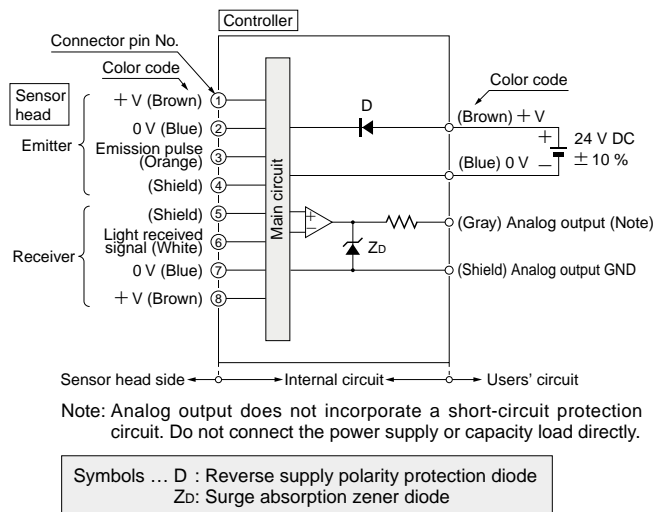 Controller
Connector pin No.
Color code
Sensor head
Emitter
+ V (Brown) 1
0 V (Blue) 2
Emission pulse (Orange) 3
(Shield) 4
Receiver
(Shield) 5
Light received signal (White) 6
0 V (Blue) 7
+ V (Brown) 8
Main circuit
D
ZD
+
−
Color code
(Brown) + V
(Blue) 0 V
+
−
24 V DC
± 10 %
(Gray) Analog output (Note)
(Shield) Analog output GND
Sensor head side Internal circuit Users' circuit
Note: Analog output does not incorporate a short-circuit protection
circuit. Do not connect the power supply or capacity load directly.
Symbols … D : Reverse supply polarity protection diode
ZD: Surge absorption zener diode